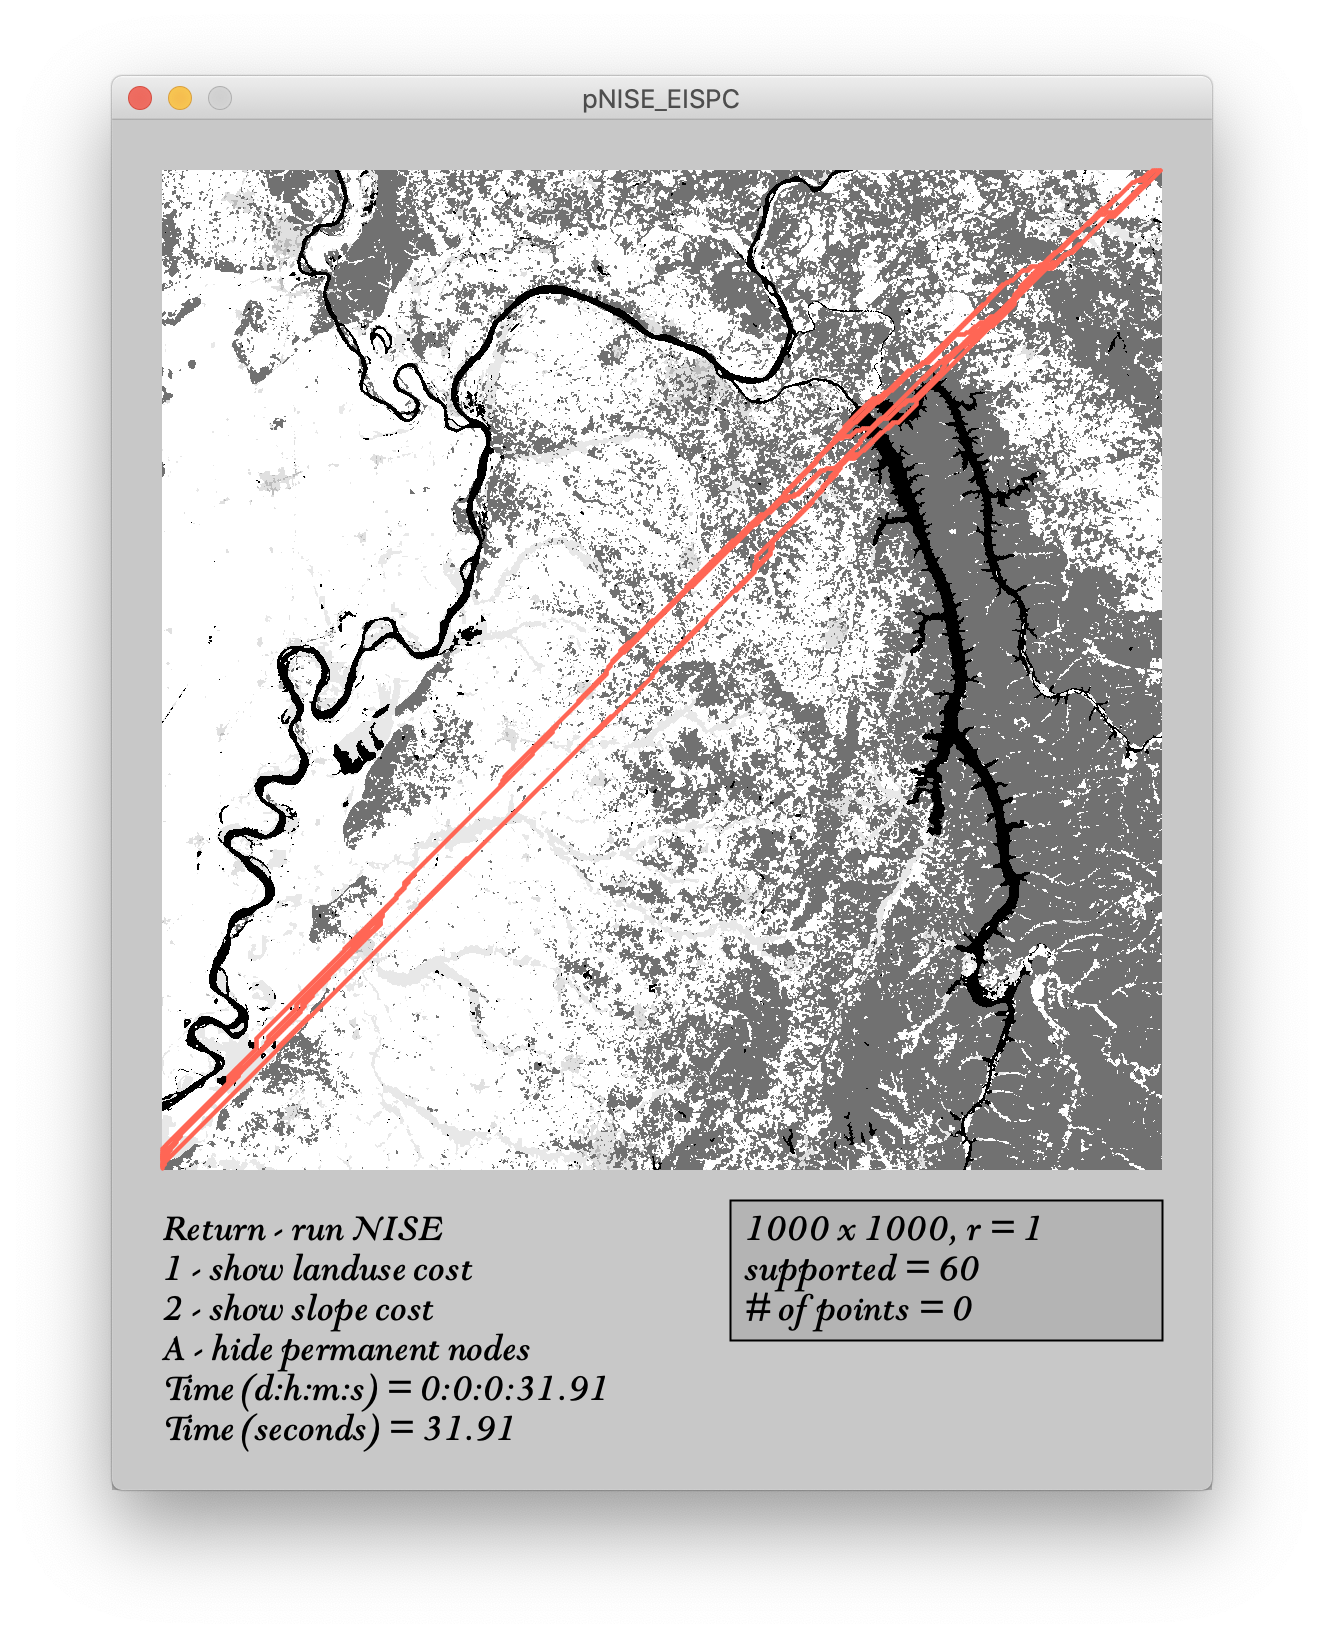 pNISE_EISPC
Return - run NISE
1 - show landuse cost
2 - show slope cost
A - hide permanent nodes
Time (d:h:m:s) = 0:0:0:31.91
Time (seconds) = 31.91
1000 x 1000, r = 1
supported = 60
# of points = 0